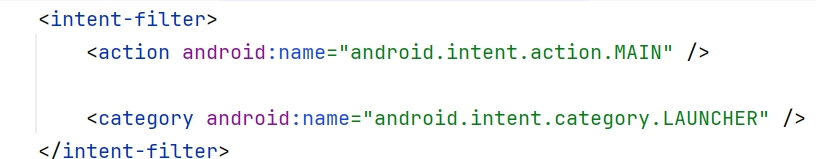 <intent-filter>
<action android:name="android.intent.action.MAIN" />
<category android:name="android.intent.category.LAUNCHER" />
</intent-filter>